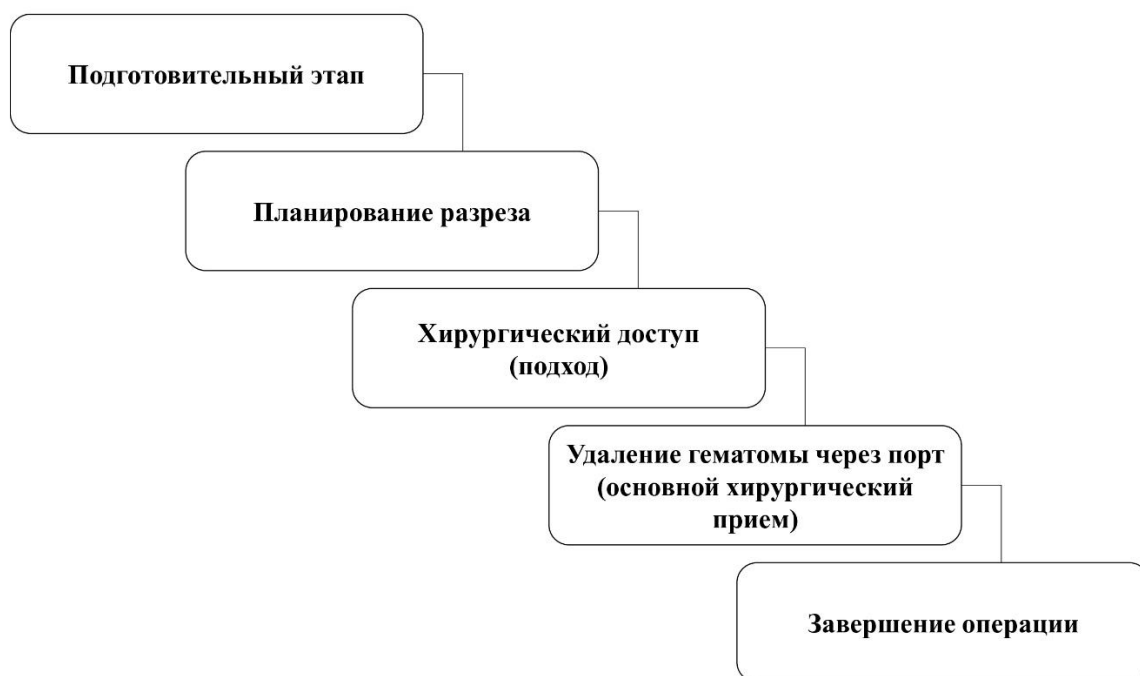 Подготовительный этап
Планирование разреза
Хирургический доступ
(подход)
Удаление гематомы через порт
(основной хирургический
прием)
Завершение операции